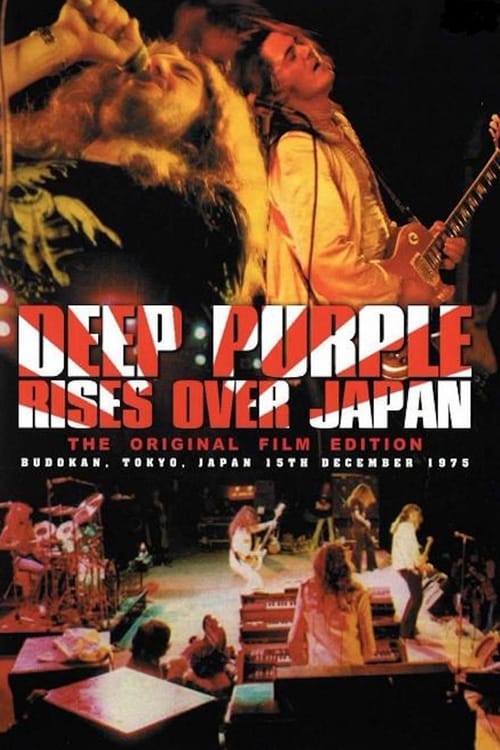 DEEP PURPLE
RISES OVER JAPAN
THE ORIGINAL FILM EDITION
BUDOKAN, TOKYO, JAPAN 15TH DECEMBER 1975